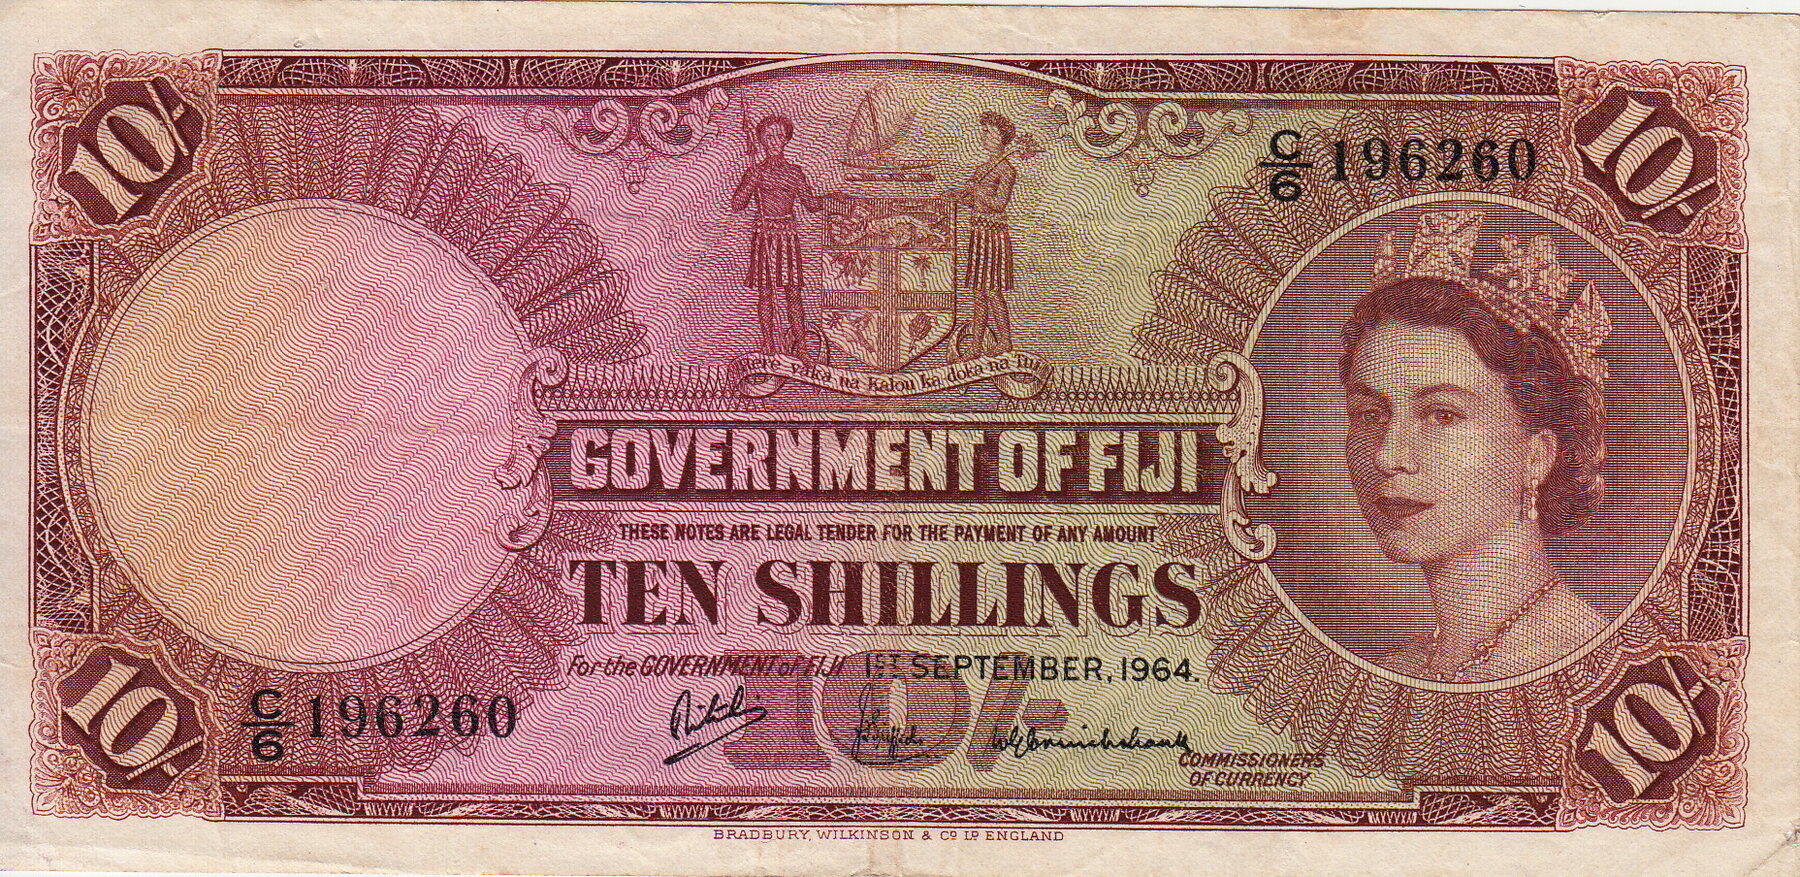 10/-
10/-
C/6 196260
Rere vaka na Kalou ka doka na Tui
GOVERNMENT OF FIJI
THESE NOTES ARE LEGAL TENDER FOR THE PAYMENT OF ANY AMOUNT
TEN SHILLINGS
For the GOVERNMENT of FIJI 1ST SEPTEMBER, 1964.
10/-
C/6 196260
COMMISSIONERS
OF CURRENCY
10/-
10/-
BRADBURY, WILKINSON & Co. Ld. ENGLAND